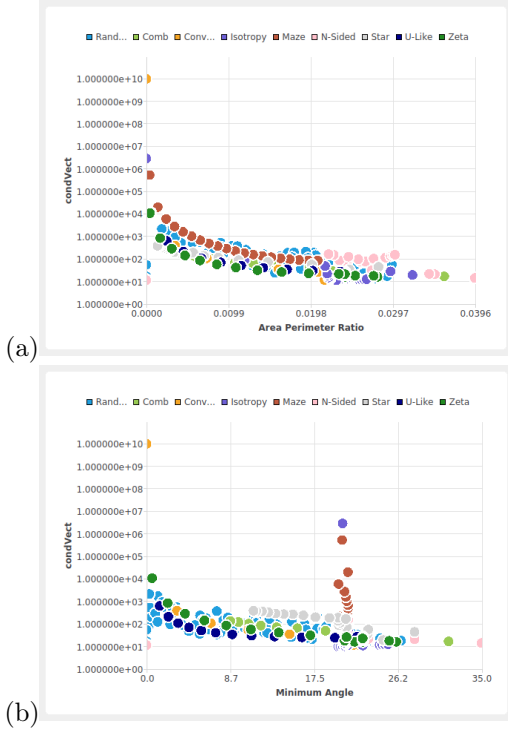 Rand... Comb Conv... Isotropy Maze N-Sided Star U-Like Zeta
1.000000e+10
1.000000e+09
1.000000e+08
1.000000e+07
1.000000e+06
1.000000e+05
1.000000e+04
1.000000e+03
1.000000e+02
1.000000e+01
1.000000e+00
condVect
0.0000 0.0099 0.0198 0.0297 0.0396
Area Perimeter Ratio
(a)
Rand... Comb Conv... Isotropy Maze N-Sided Star U-Like Zeta
1.000000e+10
1.000000e+09
1.000000e+08
1.000000e+07
1.000000e+06
1.000000e+05
1.000000e+04
1.000000e+03
1.000000e+02
1.000000e+01
1.000000e+00
condVect
0.0 8.7 17.5 26.2 35.0
Minimum Angle
(b)